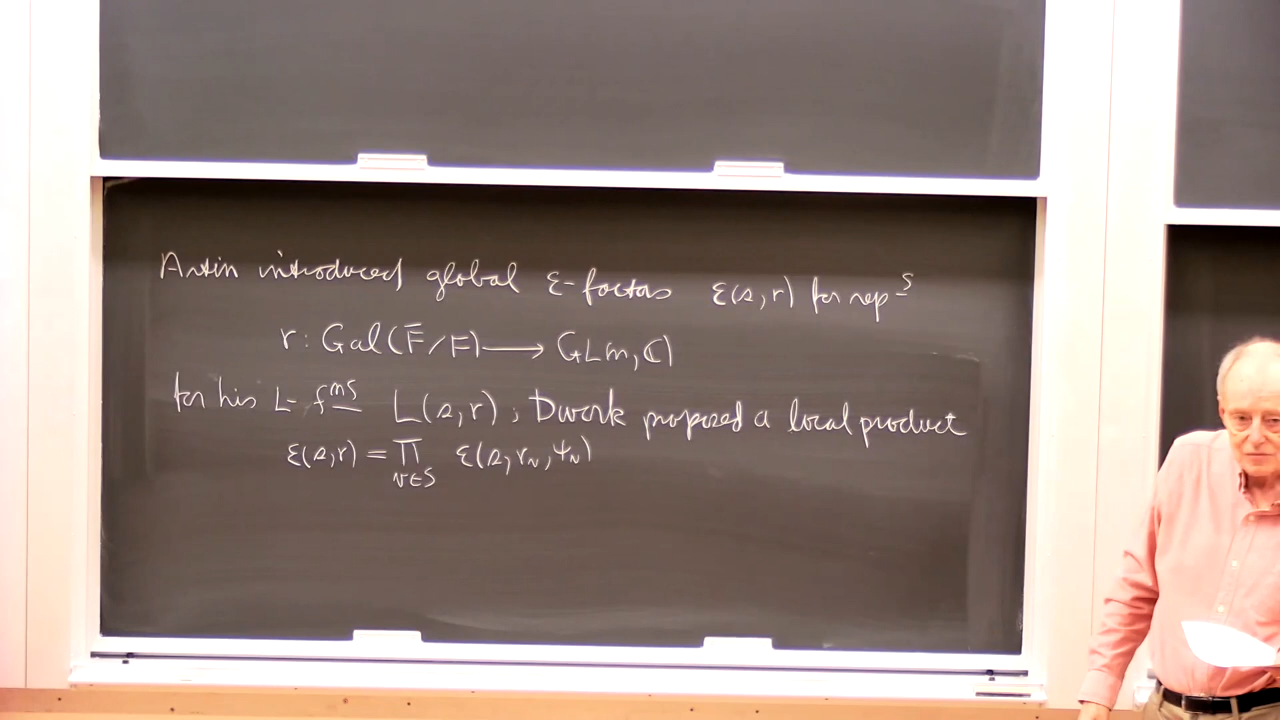 Artin introduced global ε-factors ε(s,r) for rep^s
r : Gal(F̄/F) ⟶ GL(n,ℂ)
for his L-f^ns L(s,r); Dwork proposed a local product
ε(s,r) = ∏_{v∈S} ε(s,r_v,ψ_v)